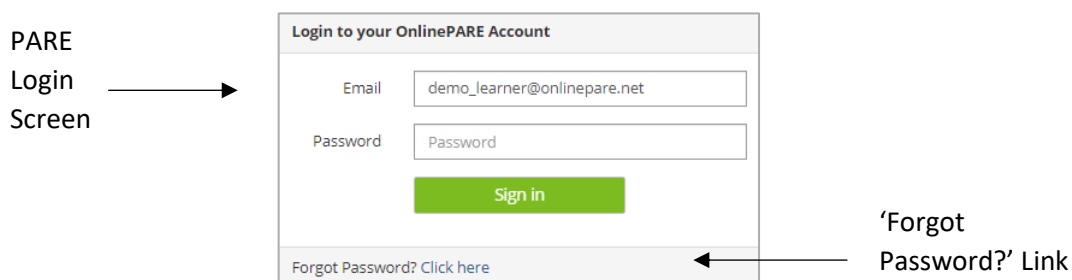 PARE
Login
Screen
Login to your OnlinePARE Account
Email demo_learner@onlinepare.net
Password Password
Sign in
Forgot Password? Click here
‘Forgot
Password?’ Link